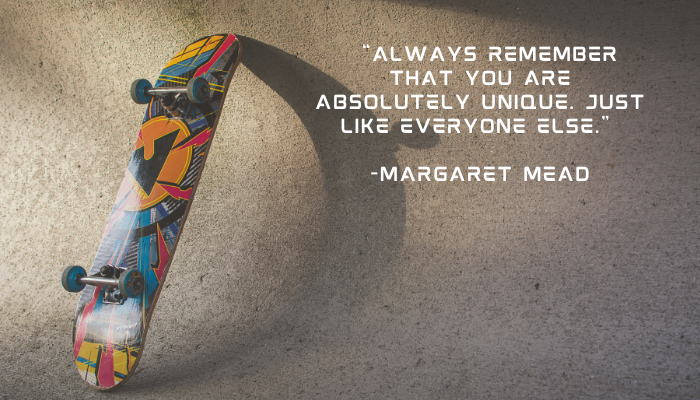 “ALWAYS REMEMBER
THAT YOU ARE
ABSOLUTELY UNIQUE. JUST
LIKE EVERYONE ELSE.”
-MARGARET MEAD